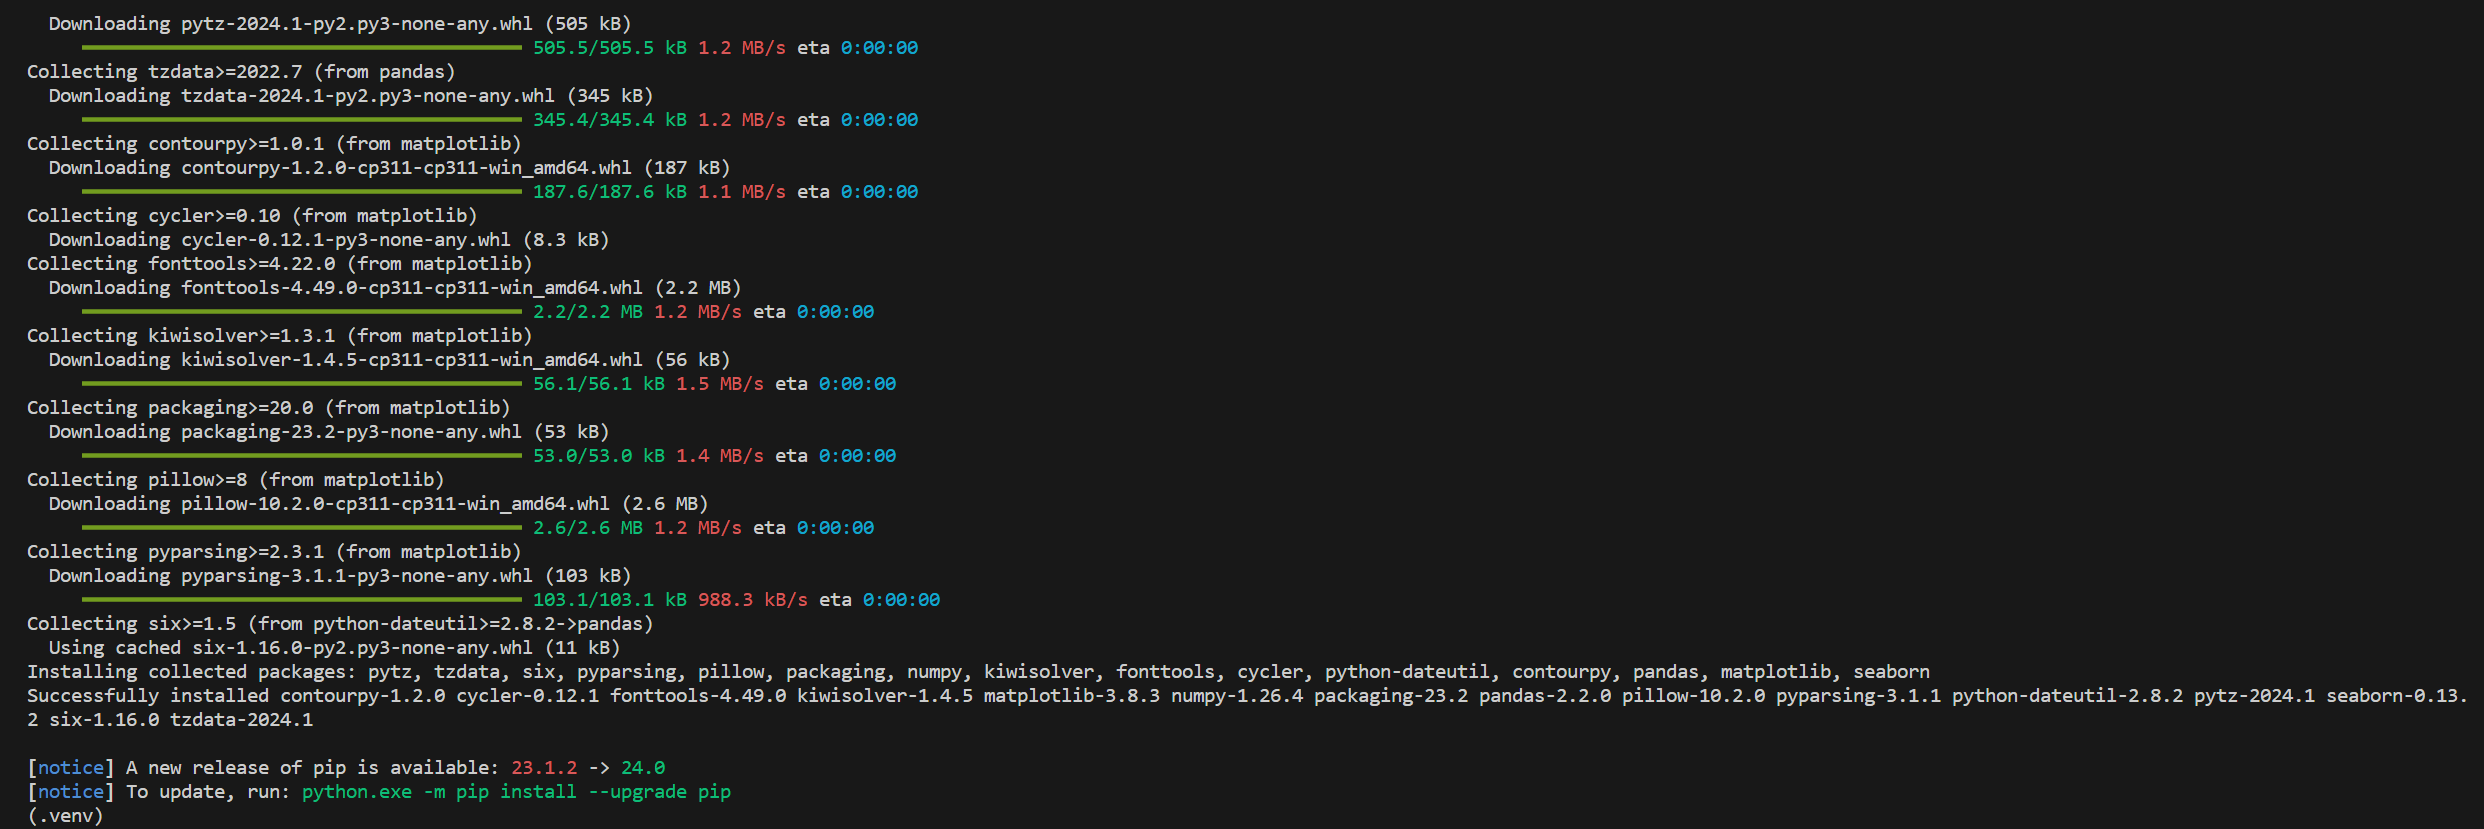 Downloading pytz-2024.1-py2.py3-none-any.whl (505 kB)
505.5/505.5 kB 1.2 MB/s eta 0:00:00
Collecting tzdata>=2022.7 (from pandas)
Downloading tzdata-2024.1-py2.py3-none-any.whl (345 kB)
345.4/345.4 kB 1.2 MB/s eta 0:00:00
Collecting contourpy>=1.0.1 (from matplotlib)
Downloading contourpy-1.2.0-cp311-cp311-win_amd64.whl (187 kB)
187.6/187.6 kB 1.1 MB/s eta 0:00:00
Collecting cycler>=0.10 (from matplotlib)
Downloading cycler-0.12.1-py3-none-any.whl (8.3 kB)
Collecting fonttools>=4.22.0 (from matplotlib)
Downloading fonttools-4.49.0-cp311-cp311-win_amd64.whl (2.2 MB)
2.2/2.2 MB 1.2 MB/s eta 0:00:00
Collecting kiwisolver>=1.3.1 (from matplotlib)
Downloading kiwisolver-1.4.5-cp311-cp311-win_amd64.whl (56 kB)
56.1/56.1 kB 1.5 MB/s eta 0:00:00
Collecting packaging>=20.0 (from matplotlib)
Downloading packaging-23.2-py3-none-any.whl (53 kB)
53.0/53.0 kB 1.4 MB/s eta 0:00:00
Collecting pillow>=8 (from matplotlib)
Downloading pillow-10.2.0-cp311-cp311-win_amd64.whl (2.6 MB)
2.6/2.6 MB 1.2 MB/s eta 0:00:00
Collecting pyparsing>=2.3.1 (from matplotlib)
Downloading pyparsing-3.1.1-py3-none-any.whl (103 kB)
103.1/103.1 kB 988.3 kB/s eta 0:00:00
Collecting six>=1.5 (from python-dateutil>=2.8.2->pandas)
Using cached six-1.16.0-py2.py3-none-any.whl (11 kB)
Installing collected packages: pytz, tzdata, six, pyparsing, pillow, packaging, numpy, kiwisolver, fonttools, cycler, python-dateutil, contourpy, pandas, matplotlib, seaborn
Successfully installed contourpy-1.2.0 cycler-0.12.1 fonttools-4.49.0 kiwisolver-1.4.5 matplotlib-3.8.3 numpy-1.26.4 packaging-23.2 pandas-2.2.0 pillow-10.2.0 pyparsing-3.1.1 python-dateutil-2.8.2 pytz-2024.1 seaborn-0.13.
2 six-1.16.0 tzdata-2024.1
[notice] A new release of pip is available: 23.1.2 -> 24.0
[notice] To update, run: python.exe -m pip install --upgrade pip
(.venv)